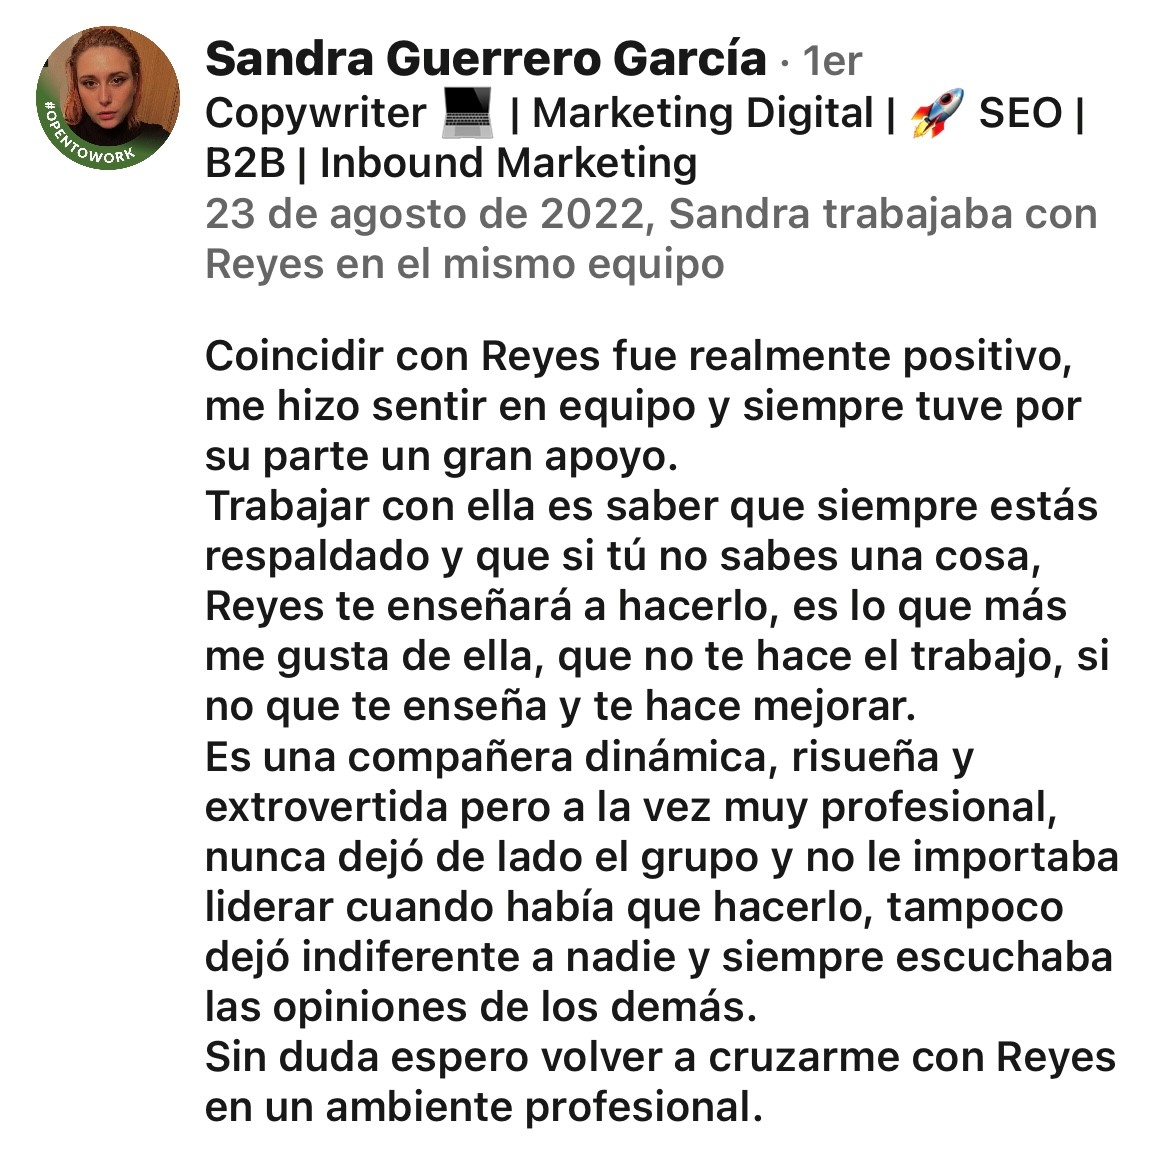 Sandra Guerrero García · 1er
Copywriter 💻 | Marketing Digital | 🚀 SEO |
B2B | Inbound Marketing
23 de agosto de 2022, Sandra trabajaba con
Reyes en el mismo equipo
#OPENTOWORK
Coincidir con Reyes fue realmente positivo,
me hizo sentir en equipo y siempre tuve por
su parte un gran apoyo.
Trabajar con ella es saber que siempre estás
respaldado y que si tú no sabes una cosa,
Reyes te enseñará a hacerlo, es lo que más
me gusta de ella, que no te hace el trabajo, si
no que te enseña y te hace mejorar.
Es una compañera dinámica, risueña y
extrovertida pero a la vez muy profesional,
nunca dejó de lado el grupo y no le importaba
liderar cuando había que hacerlo, tampoco
dejó indiferente a nadie y siempre escuchaba
las opiniones de los demás.
Sin duda espero volver a cruzarme con Reyes
en un ambiente profesional.